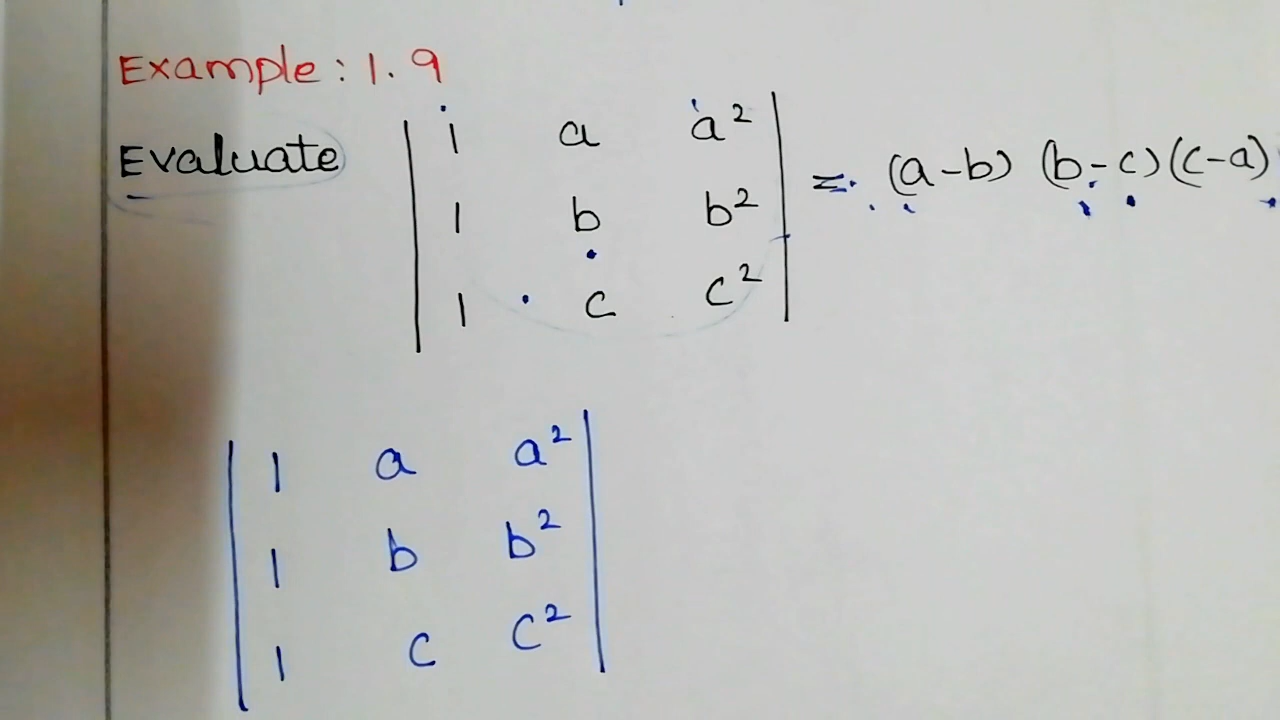 Example: 1.9
Evaluate | 1 a a² | = (a-b) (b-c)(c-a)
| 1 b b² |
| 1 c c² |
| 1 a a² |
| 1 b b² |
| 1 c c² |